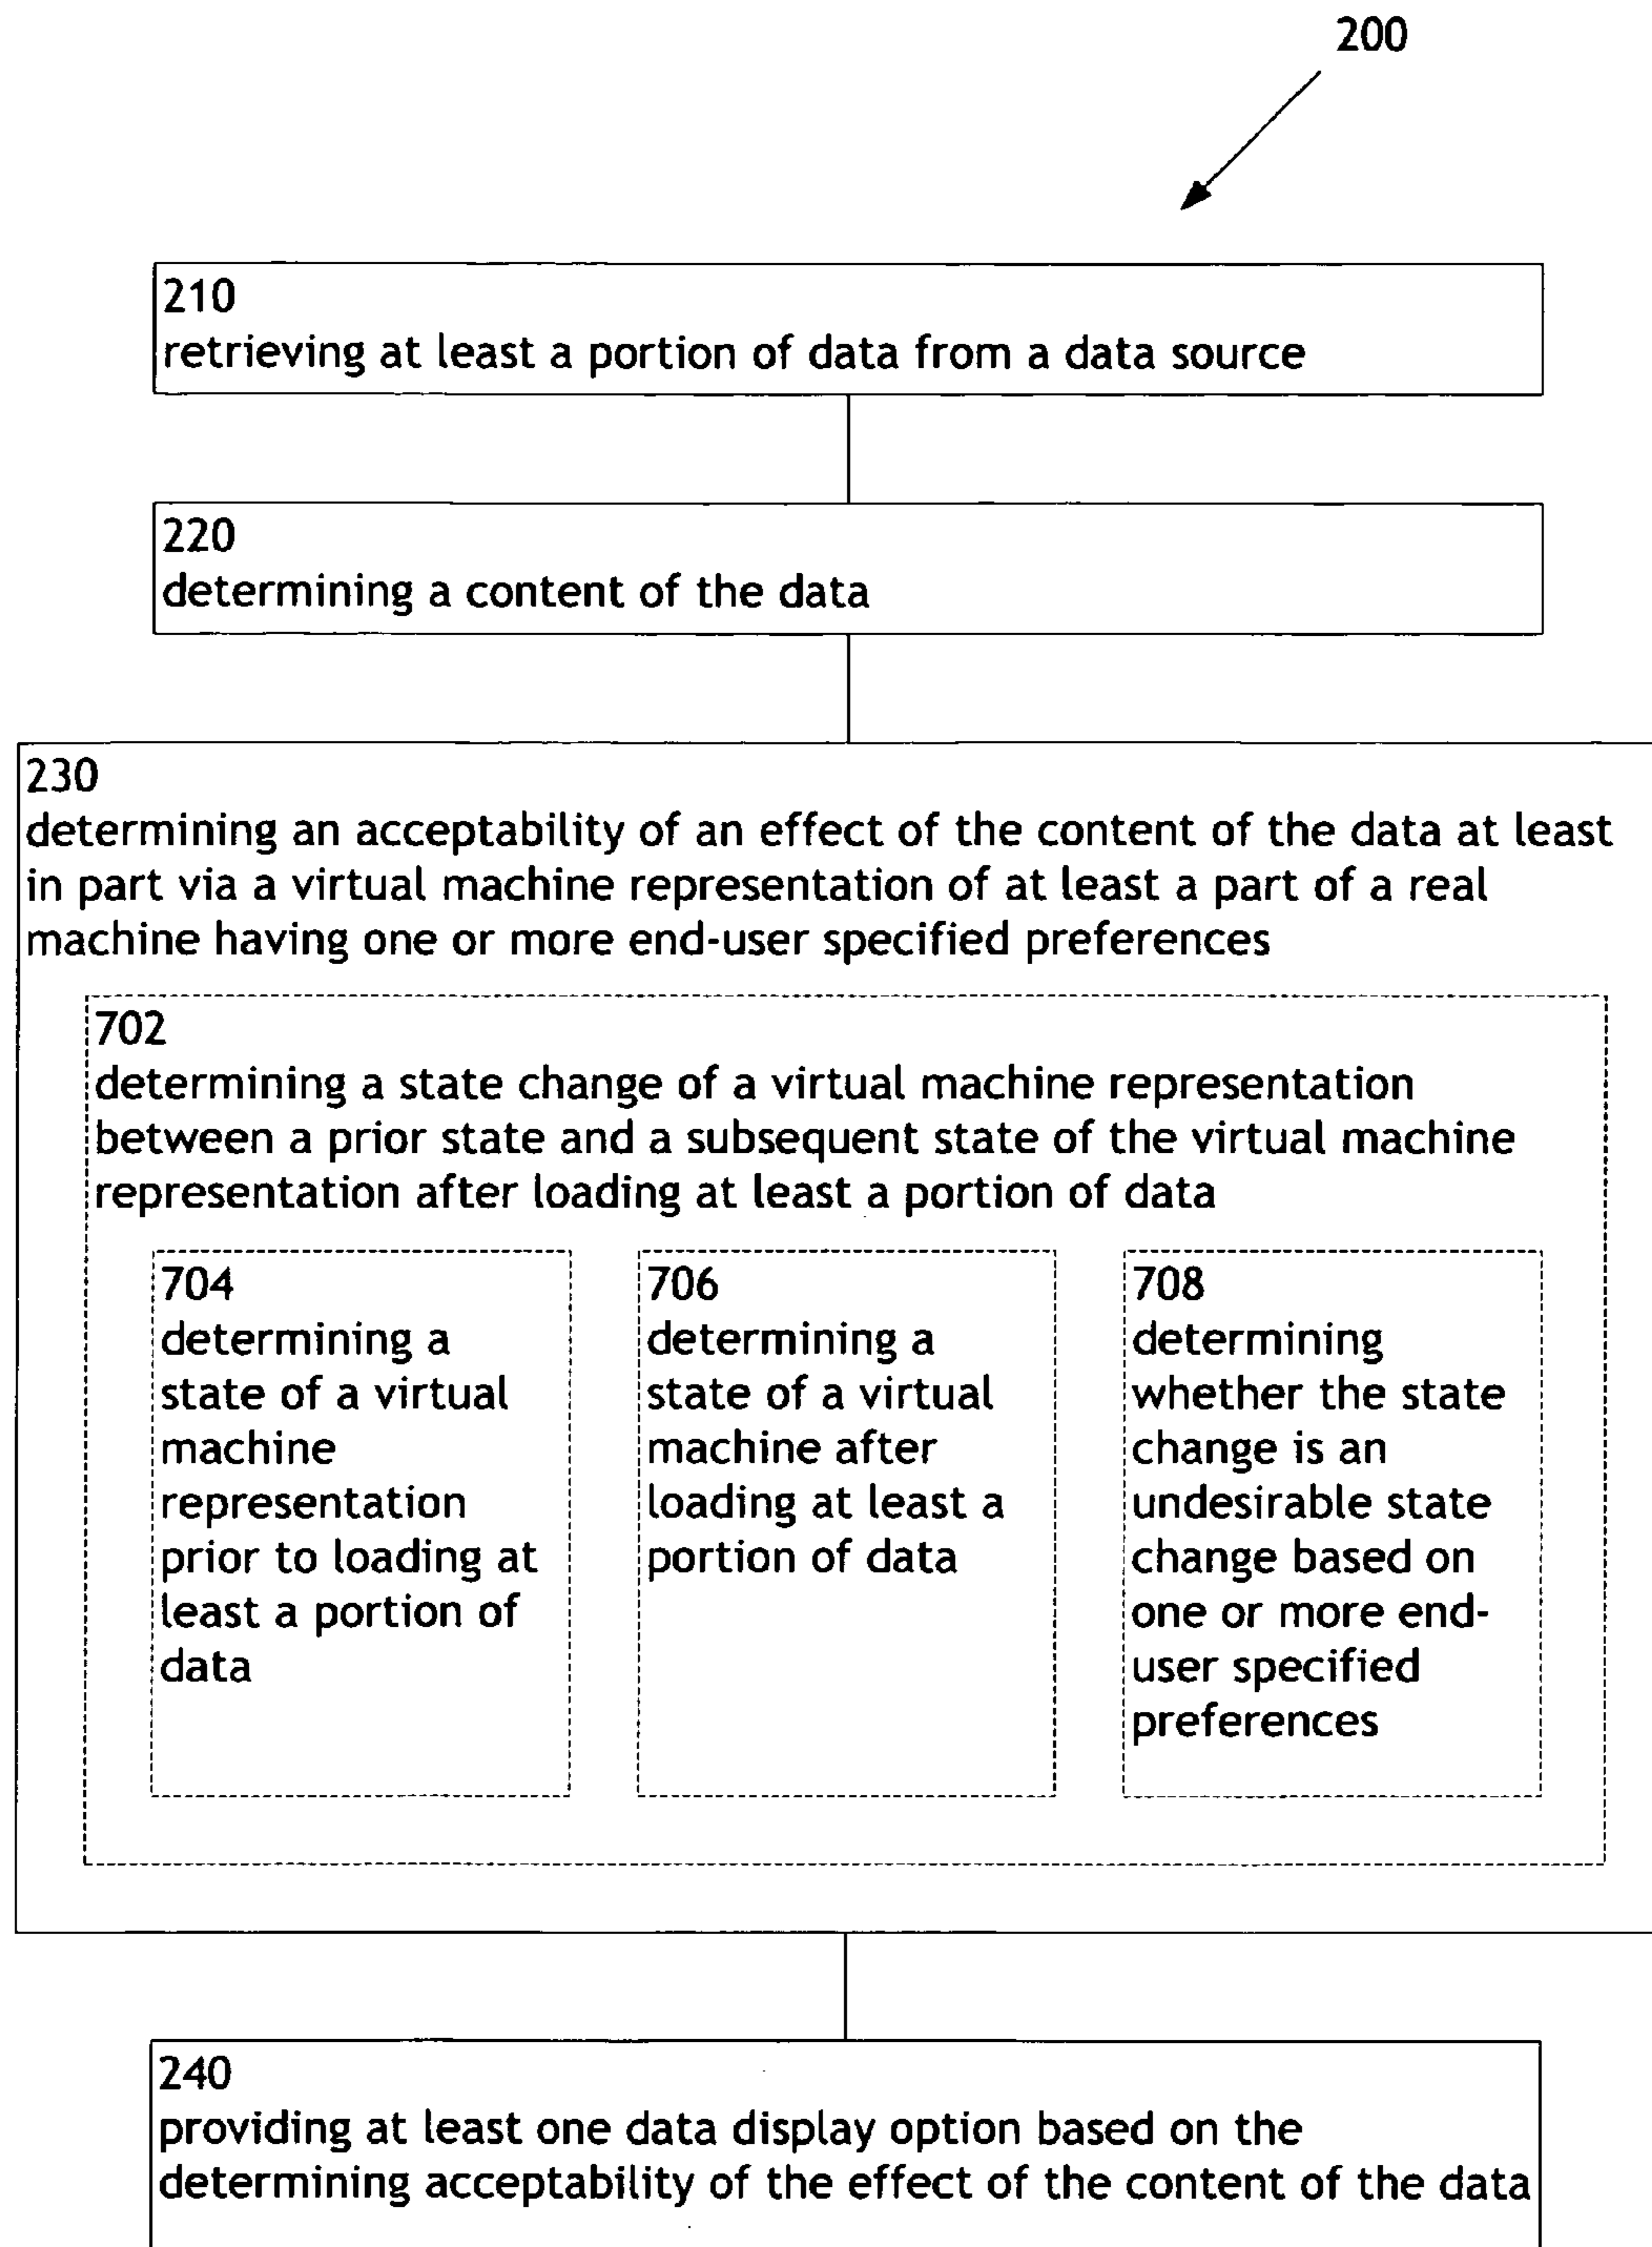 200
210
retrieving at least a portion of data from a data source
220
determining a content of the data
230
determining an acceptability of an effect of the content of the data at least
in part via a virtual machine representation of at least a part of a real
machine having one or more end-user specified preferences
702
determining a state change of a virtual machine representation
between a prior state and a subsequent state of the virtual machine
representation after loading at least a portion of data
704
determining a
state of a virtual
machine
representation
prior to loading at
least a portion of
data
706
determining a
state of a virtual
machine after
loading at least a
portion of data
708
determining
whether the state
change is an
undesirable state
change based on
one or more end-
user specified
preferences
240
providing at least one data display option based on the
determining acceptability of the effect of the content of the data